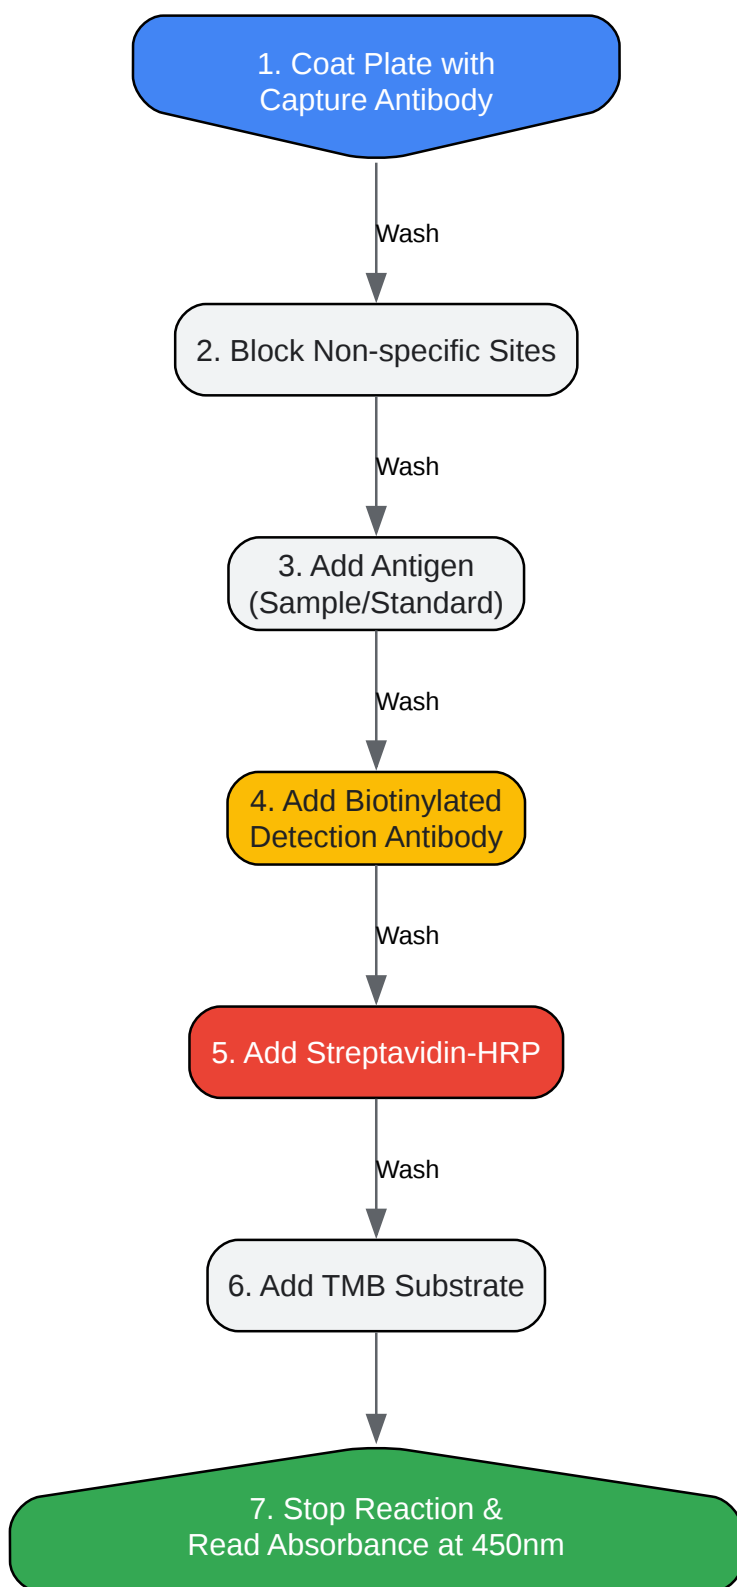 1. Coat Plate with
Capture Antibody
Wash
2. Block Non-specific Sites
Wash
3. Add Antigen
(Sample/Standard)
Wash
4. Add Biotinylated
Detection Antibody
Wash
5. Add Streptavidin-HRP
Wash
6. Add TMB Substrate
7. Stop Reaction &
Read Absorbance at 450nm